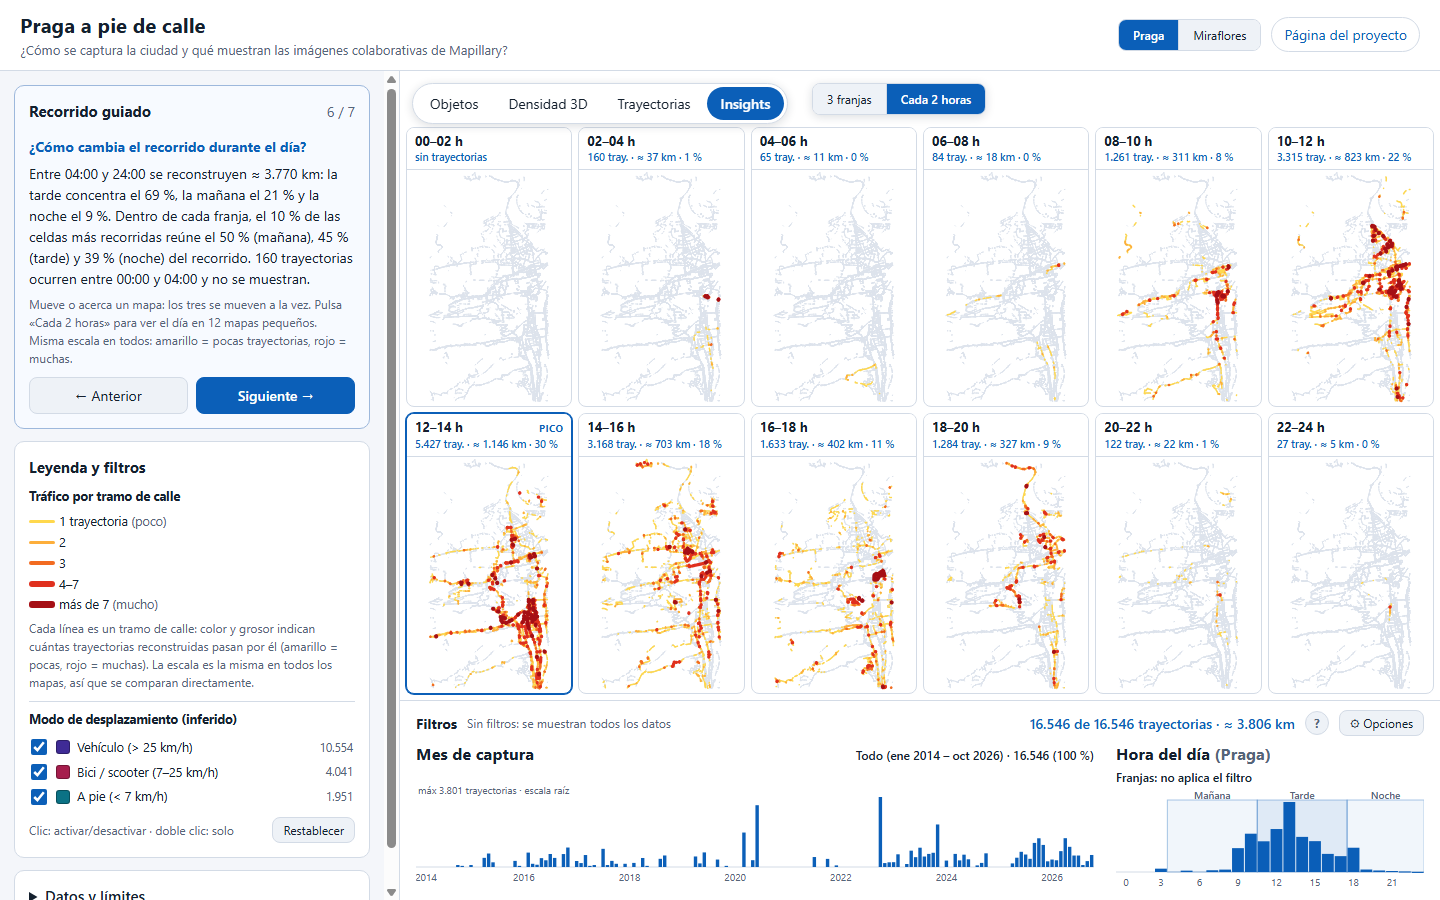 Praga a pie de calle
¿Cómo se captura la ciudad y qué muestran las imágenes colaborativas de Mapillary?
Praga
Miraflores
Página del proyecto
Recorrido guiado
6 / 7
¿Cómo cambia el recorrido durante el día?
Entre 04:00 y 24:00 se reconstruyen ≈ 3.770 km: la
tarde concentra el 69 %, la mañana el 21 % y la
noche el 9 %. Dentro de cada franja, el 10 % de las
celdas más recorridas reúne el 50 % (mañana), 45 %
(tarde) y 39 % (noche) del recorrido. 160 trayectorias
ocurren entre 00:00 y 04:00 y no se muestran.
Mueve o acerca un mapa: los tres se mueven a la vez. Pulsa
«Cada 2 horas» para ver el día en 12 mapas pequeños.
Misma escala en todos: amarillo = pocas trayectorias, rojo =
muchas.
← Anterior
Siguiente →
Leyenda y filtros
Tráfico por tramo de calle
1 trayectoria (poco)
2
3
4–7
más de 7 (mucho)
Cada línea es un tramo de calle: color y grosor indican
cuántas trayectorias reconstruidas pasan por él (amarillo =
pocas, rojo = muchas). La escala es la misma en todos los
mapas, así que se comparan directamente.
Modo de desplazamiento (inferido)
Vehículo (> 25 km/h) 10.554
Bici / scooter (7–25 km/h) 4.041
A pie (< 7 km/h) 1.951
Clic: activar/desactivar · doble clic: solo
Restablecer
▶ Datos y límites
Objetos
Densidad 3D
Trayectorias
Insights
3 franjas
Cada 2 horas
00–02 h
sin trayectorias
02–04 h
160 tray. · ≈ 37 km · 1 %
04–06 h
65 tray. · ≈ 11 km · 0 %
06–08 h
84 tray. · ≈ 18 km · 0 %
08–10 h
1.261 tray. · ≈ 311 km · 8 %
10–12 h
3.315 tray. · ≈ 823 km · 22 %
12–14 h
PICO
5.427 tray. · ≈ 1.146 km · 30 %
14–16 h
3.168 tray. · ≈ 703 km · 18 %
16–18 h
1.633 tray. · ≈ 402 km · 11 %
18–20 h
1.284 tray. · ≈ 327 km · 9 %
20–22 h
122 tray. · ≈ 22 km · 1 %
22–24 h
27 tray. · ≈ 5 km · 0 %
Filtros
Sin filtros: se muestran todos los datos
16.546 de 16.546 trayectorias · ≈ 3.806 km
?
⚙ Opciones
Mes de captura
Todo (ene 2014 – oct 2026) · 16.546 (100 %)
máx 3.801 trayectorias · escala raíz
2014 2016 2018 2020 2022 2024 2026
Hora del día (Praga)
Franjas: no aplica el filtro
Mañana Tarde Noche
0 3 6 9 12 15 18 21